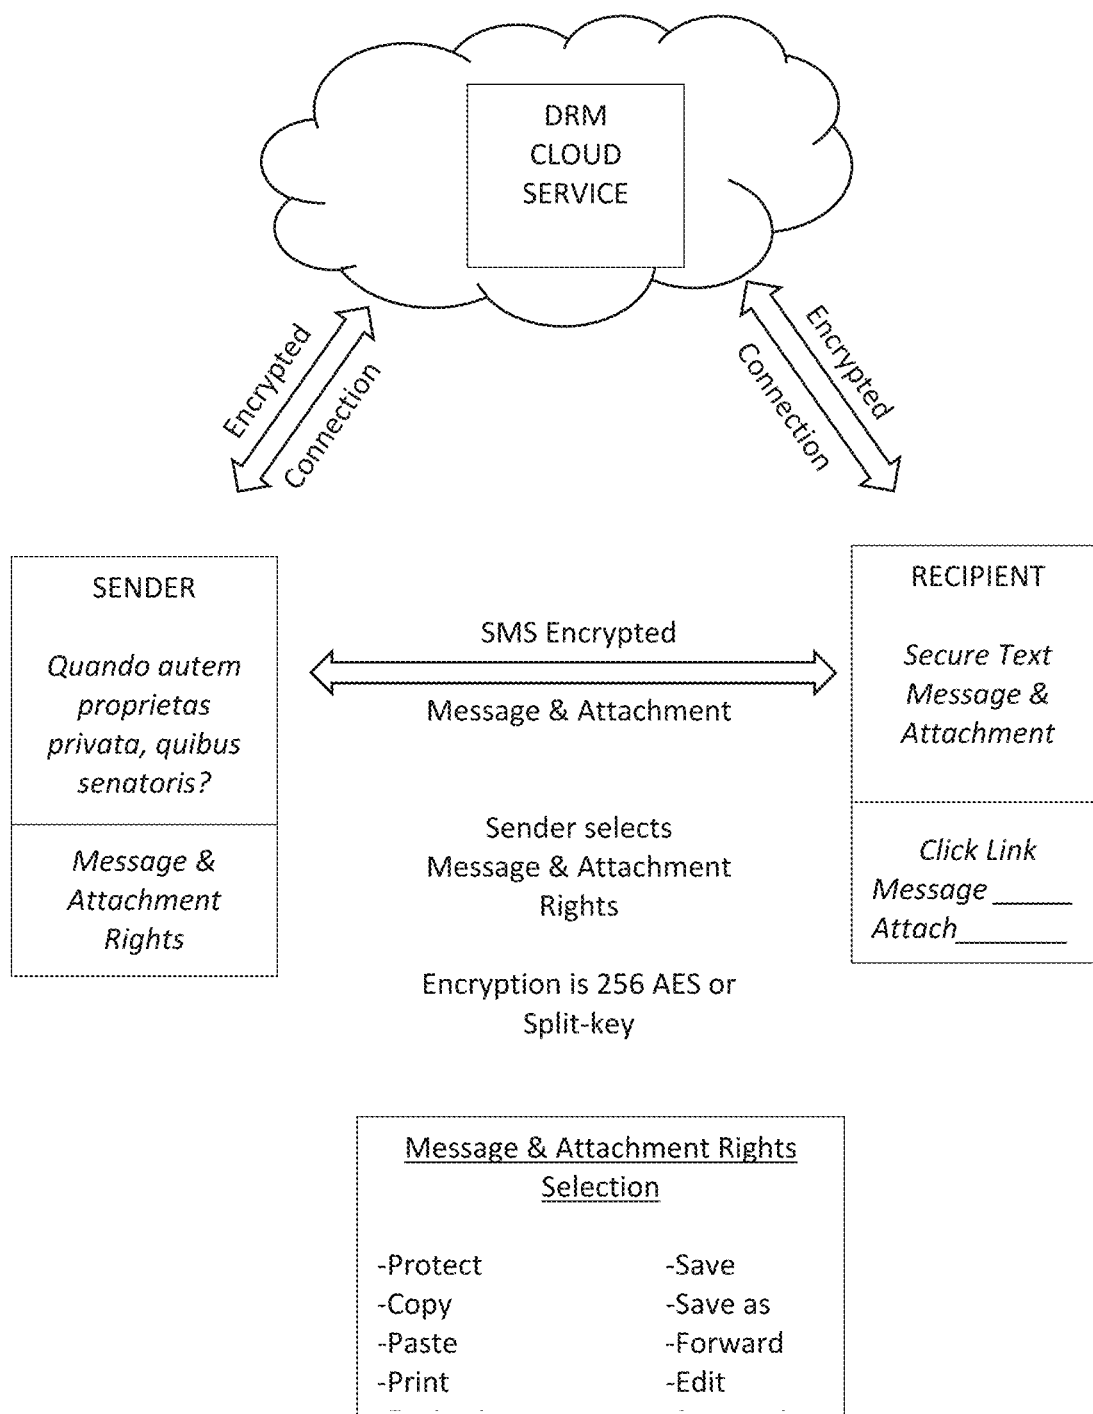 DRM
CLOUD
SERVICE
Encrypted
Connection
Encrypted
Connection
SENDER
Quando autem
proprietas
privata, quibus
senatoris?
Message &
Attachment
Rights
SMS Encrypted
Message & Attachment
Sender selects
Message & Attachment
Rights
Encryption is 256 AES or
Split-key
RECIPIENT
Secure Text
Message &
Attachment
Click Link
Message ______
Attach________
Message & Attachment Rights
Selection
-Protect
-Copy
-Paste
-Print
-Save
-Save as
-Forward
-Edit